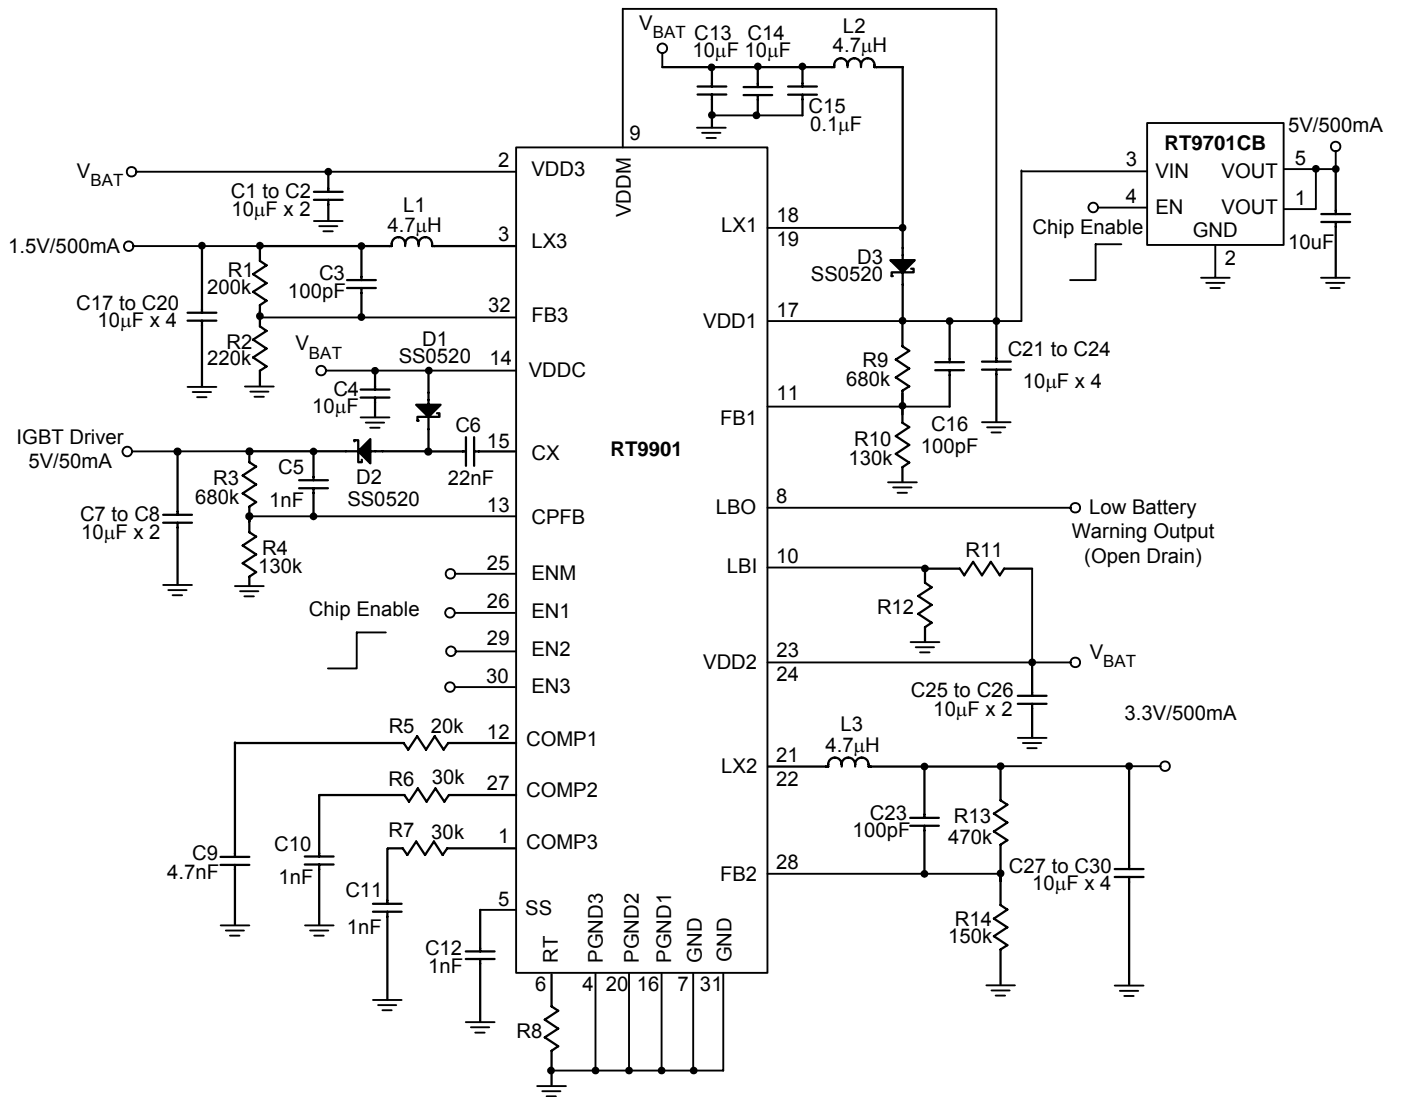 VBAT
C13
10µF
C14
10µF
L2
4.7µH
C15
0.1µF
9
VDDM
RT9701CB
5V/500mA
3
VIN
VOUT
5
4
EN
VOUT
1
GND
2
Chip Enable
10uF
VBAT
2
VDD3
C1 to C2
10µF x 2
L1
4.7µH
1.5V/500mA
3
LX3
R1
200k
C3
100pF
C17 to C20
10µF x 4
32
FB3
R2
220k
VBAT
D1
SS0520
14
VDDC
C4
10µF
IGBT Driver
5V/50mA
C6
22nF
15
CX
D2
SS0520
R3
680k
C5
1nF
C7 to C8
10µF x 2
13
CPFB
R4
130k
25
ENM
26
EN1
Chip Enable
29
EN2
30
EN3
R5
20k
12
COMP1
R6
30k
27
COMP2
R7
30k
1
COMP3
C9
4.7nF
C10
1nF
C11
1nF
5
SS
C12
1nF
RT
PGND3
PGND2
PGND1
GND
GND
6
4
20
16
7
31
R8
RT9901
LX1
18
19
D3
SS0520
VDD1
17
R9
680k
C21 to C24
10µF x 4
FB1
11
C16
100pF
R10
130k
LBO
8
Low Battery
Warning Output
(Open Drain)
LBI
10
R11
R12
VDD2
23
24
VBAT
C25 to C26
10µF x 2
3.3V/500mA
L3
4.7µH
LX2
21
22
C23
100pF
R13
470k
FB2
28
C27 to C30
10µF x 4
R14
150k